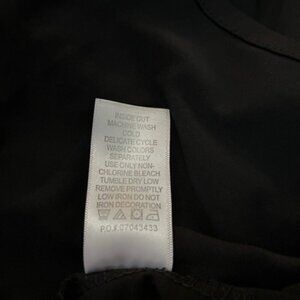 INSIDE OUT
MACHINE WASH
COLD
DELICATE CYCLE
WASH COLORS
SEPARATELY
USE ONLY NON-
CHLORINE BLEACH
TUMBLE DRY LOW
REMOVE PROMPTLY
LOW IRON DO NOT
IRON DECORATION
P.O.# 07043433